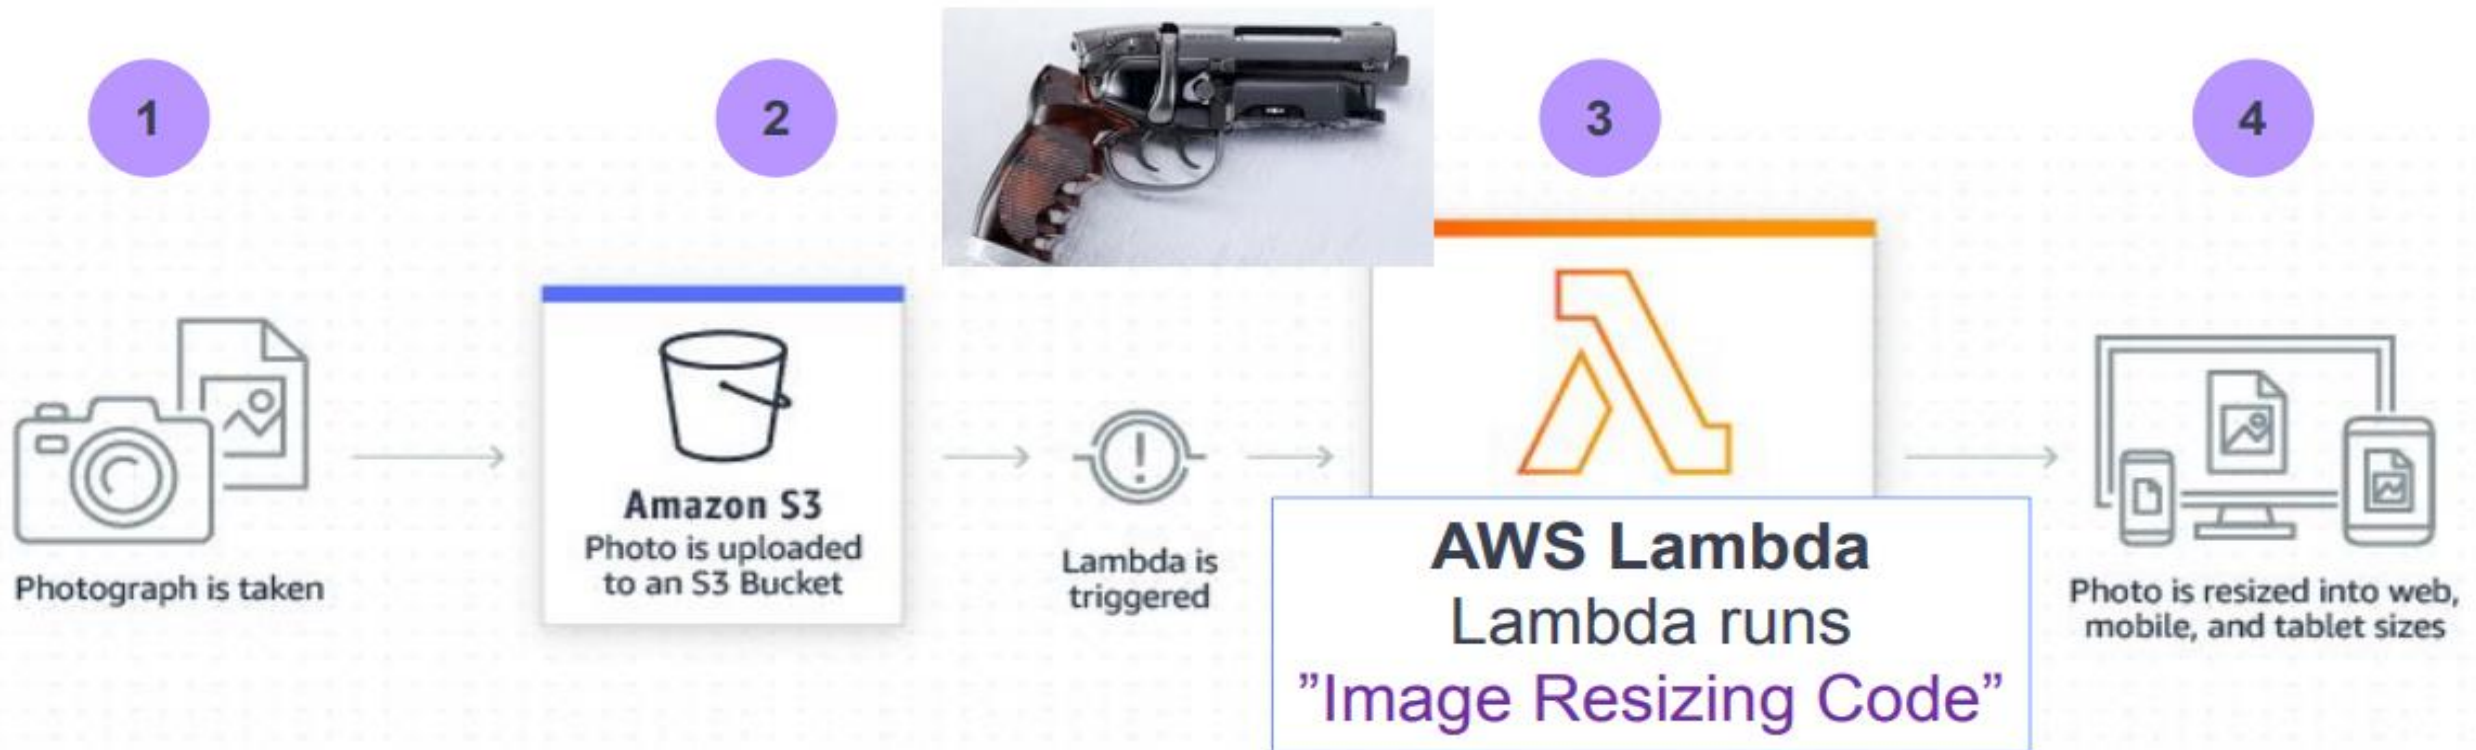 1
2
3
4
Photograph is taken
Amazon S3
Photo is uploaded
to an S3 Bucket
Lambda is
triggered
AWS Lambda
Lambda runs
”Image Resizing Code”
Photo is resized into web,
mobile, and tablet sizes